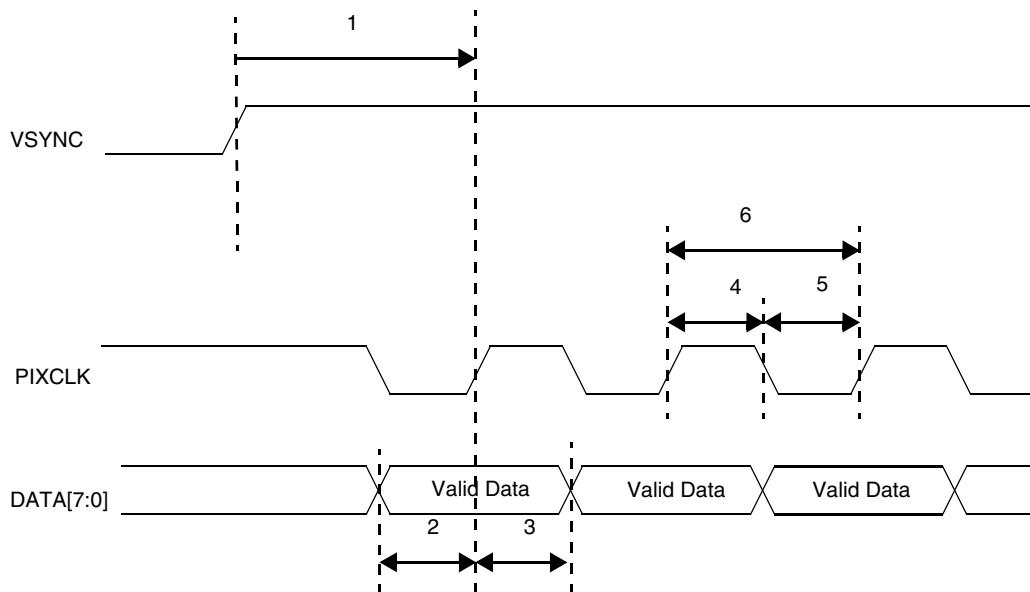 1
VSYNC
6
4 5
PIXCLK
DATA[7:0] Valid Data Valid Data Valid Data
2 3